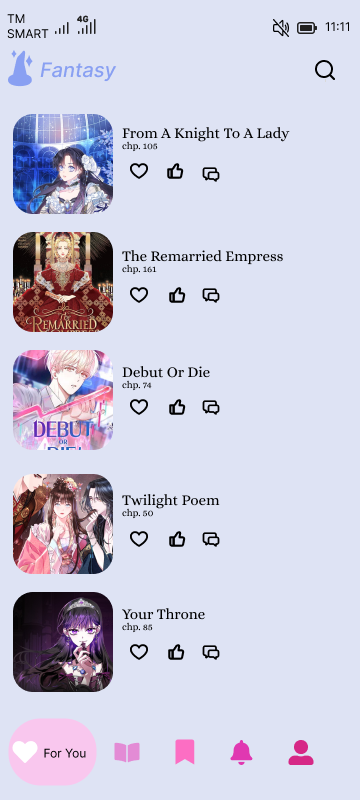 TM
SMART
4G
11:11
Fantasy
From A Knight To A Lady
chp. 105
The Remarried Empress
chp. 161
REMARRIED
Debut Or Die
chp. 74
DEBUT
OR
DIE!
Twilight Poem
chp. 50
Your Throne
chp. 85
For You